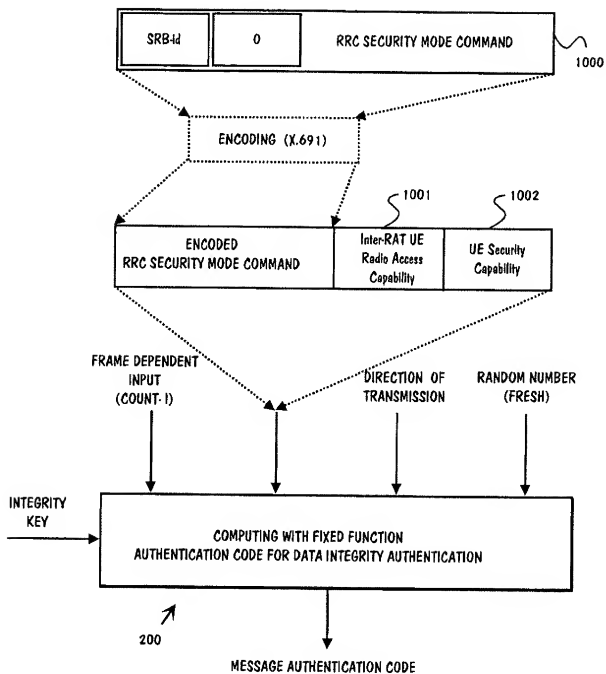 SRB-id
0
RRC SECURITY MODE COMMAND
1000
ENCODING (X.691)
1001
1002
ENCODED
RRC SECURITY MODE COMMAND
Inter-RAT UE
Radio Access
Capability
UE Security
Capability
FRAME DEPENDENT
INPUT
(COUNT-I)
DIRECTION OF
TRANSMISSION
RANDOM NUMBER
(FRESH)
INTEGRITY
KEY
COMPUTING WITH FIXED FUNCTION
AUTHENTICATION CODE FOR DATA INTEGRITY AUTHENTICATION
200
MESSAGE AUTHENTICATION CODE